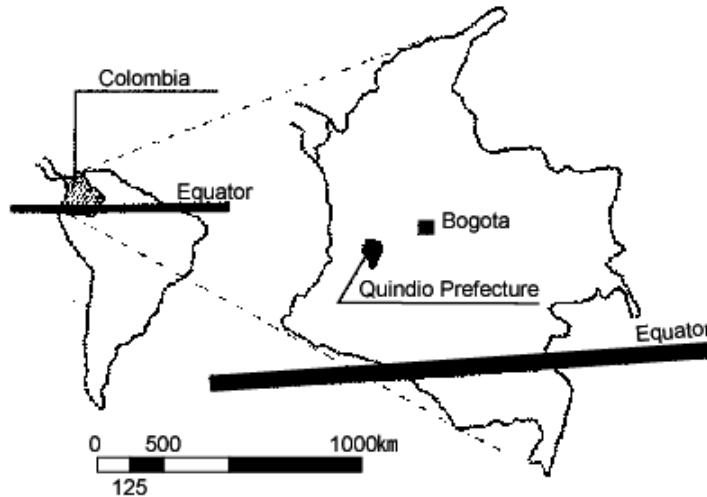 Colombia
Equator
Bogota
Quindio Prefecture
Equator
0 500 1000km
125